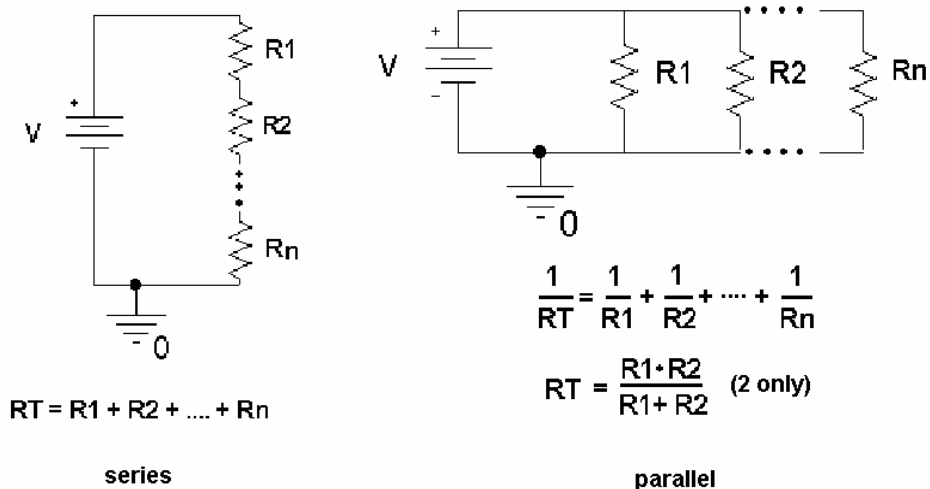 +
V
R1
R2
Rn
0
RT = R1 + R2 + .... + Rn
series
+
V
−
R1
R2
Rn
0
1/RT = 1/R1 + 1/R2 + .... + 1/Rn
RT = R1•R2/R1+ R2 (2 only)
parallel